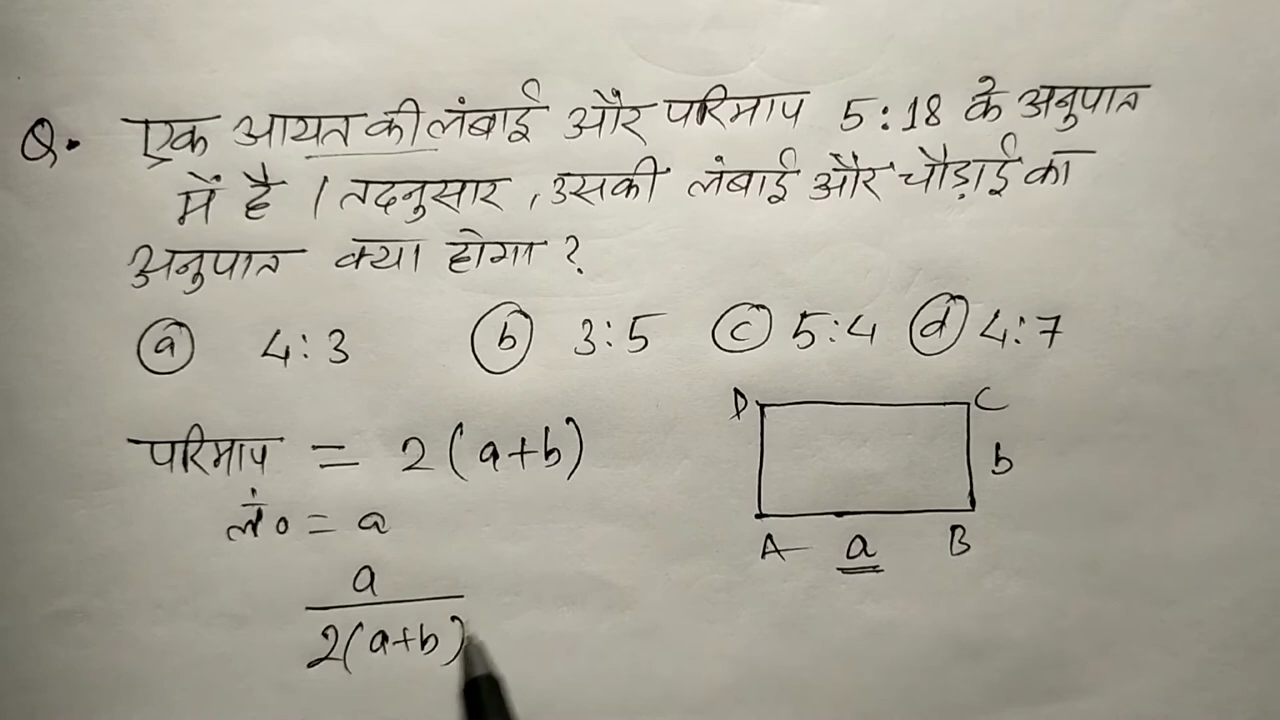 Q. एक आयत की लंबाई और परिमाप 5:18 के अनुपात
में है । तदनुसार, उसकी लंबाई और चौड़ाई का
अनुपात क्या होगा ?
(a) 4:3 (b) 3:5 (c) 5:4 (d) 4:7
D C
परिमाप = 2(a+b)
b
लं० = a
A a B
a
2(a+b)